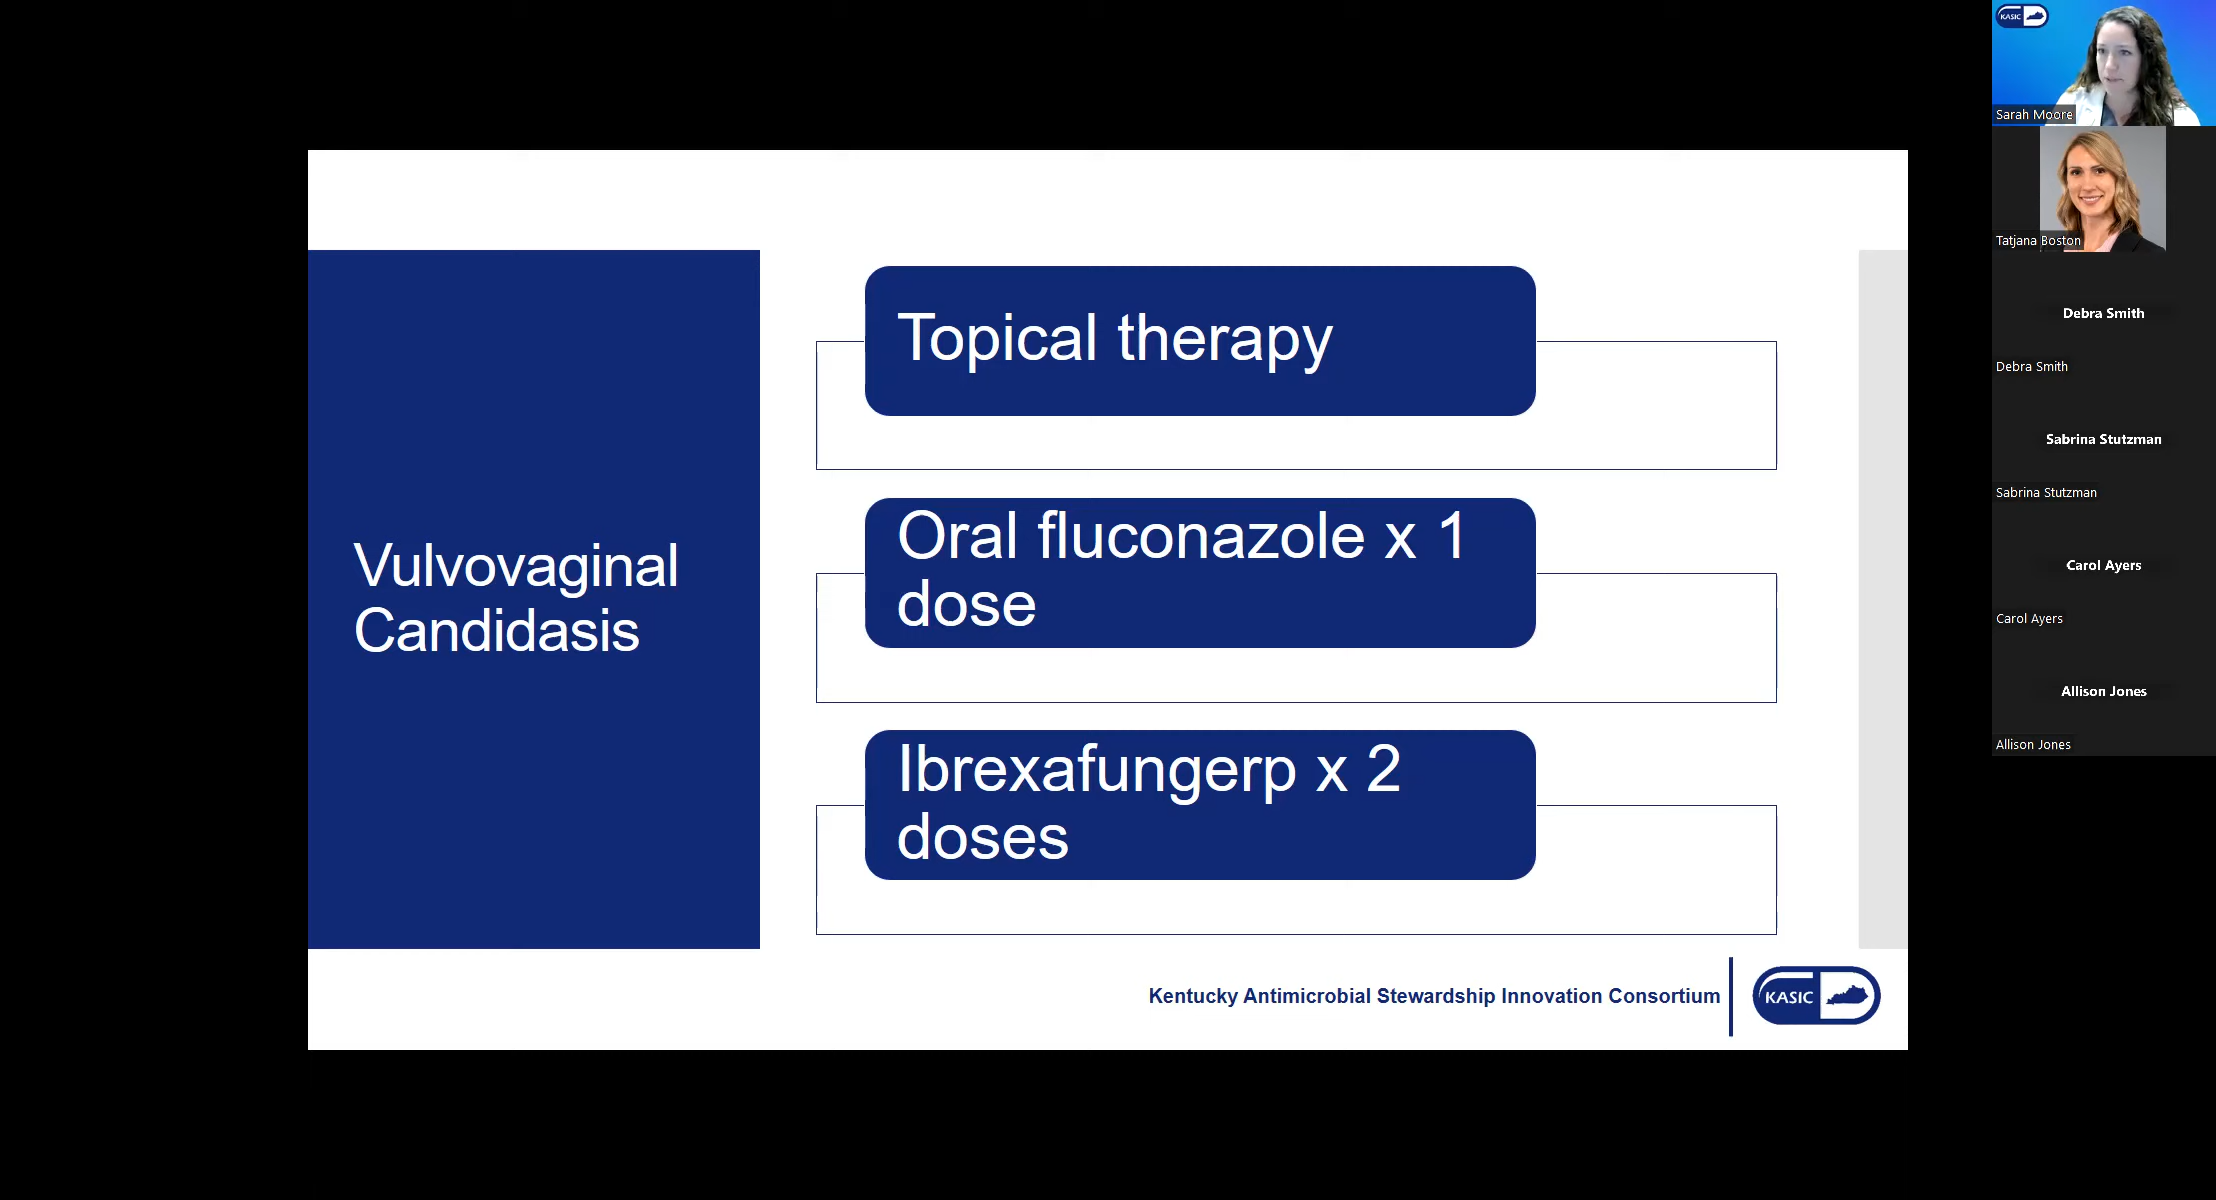 KASIC
Sarah Moore
Tatjana Boston
Debra Smith
Debra Smith
Sabrina Stutzman
Sabrina Stutzman
Carol Ayers
Carol Ayers
Allison Jones
Allison Jones
Vulvovaginal
Candidasis
Topical therapy
Oral fluconazole x 1
dose
Ibrexafungerp x 2
doses
Kentucky Antimicrobial Stewardship Innovation Consortium
KASIC